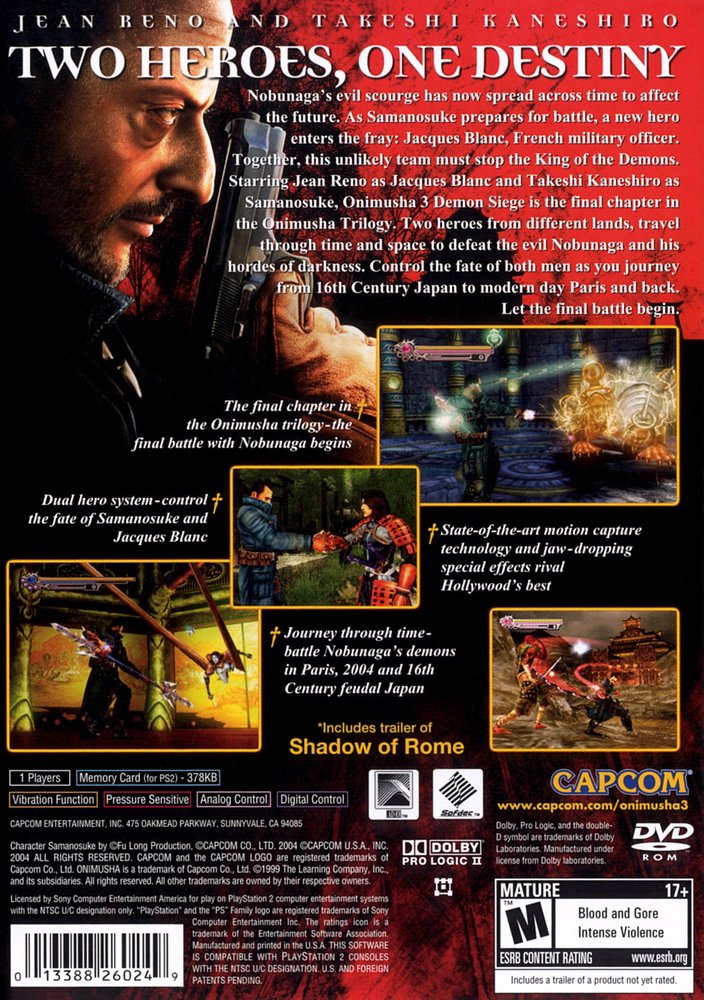 JEAN RENO AND TAKESHI KANESHIRO
TWO HEROES, ONE DESTINY
Nobunaga's evil scourge has now spread across time to affect
the future. As Samanosuke prepares for battle, a new hero
enters the fray: Jacques Blanc, French military officer.
Together, this unlikely team must stop the King of the Demons.
Starring Jean Reno as Jacques Blanc and Takeshi Kaneshiro as
Samanosuke, Onimusha 3 Demon Siege is the final chapter in
the Onimusha Trilogy. Two heroes from different lands, travel
through time and space to defeat the evil Nobunaga and his
hordes of darkness. Control the fate of both men as you journey
from 16th Century Japan to modern day Paris and back.
Let the final battle begin.
The final chapter in
the Onimusha trilogy-the
final battle with Nobunaga begins
Dual hero system-control
the fate of Samanosuke and
Jacques Blanc
State-of-the-art motion capture
technology and jaw-dropping
special effects rival
Hollywood's best
Journey through time-
battle Nobunaga's demons
in Paris, 2004 and 16th
Century feudal Japan
*Includes trailer of
Shadow of Rome
1 Players
Memory Card (for PS2) - 378KB
Vibration Function
Pressure Sensitive
Analog Control
Digital Control
CAPCOM ENTERTAINMENT, INC. 475 OAKMEAD PARKWAY, SUNNYVALE, CA 94085
Character Samanosuke by ©Fu Long Production, ©CAPCOM CO., LTD. 2004 ©CAPCOM U.S.A., INC.
2004 ALL RIGHTS RESERVED. CAPCOM and the CAPCOM LOGO are registered trademarks of
Capcom Co., Ltd. ONIMUSHA is a trademark of Capcom Co., Ltd. ©1999 The Learning Company, Inc.,
and its subsidiaries. All rights reserved. All other trademarks are owned by their respective owners.
Licensed by Sony Computer Entertainment America for play on PlayStation 2 computer entertainment systems
with the NTSC U/C designation only. "PlayStation" and the "PS" Family logo are registered trademarks of Sony
Computer Entertainment Inc. The ratings icon is a
trademark of the Entertainment Software Association.
Manufactured and printed in the U.S.A. THIS SOFTWARE
IS COMPATIBLE WITH PLAYSTATION 2 CONSOLES
WITH THE NTSC U/C DESIGNATION. U.S. AND FOREIGN
PATENTS PENDING.
0 13388 26024 9
SofdecTM
DOLBY
PRO LOGIC II
CAPCOM®
www.capcom.com/onimusha3
Dolby, Pro Logic, and the double-
D symbol are trademarks of Dolby
Laboratories. Manufactured under
license from Dolby laboratories.
DVD
ROM
MATURE 17+
M
Blood and Gore
Intense Violence
ESRB CONTENT RATING www.esrb.org
Includes a trailer of a product not yet rated.